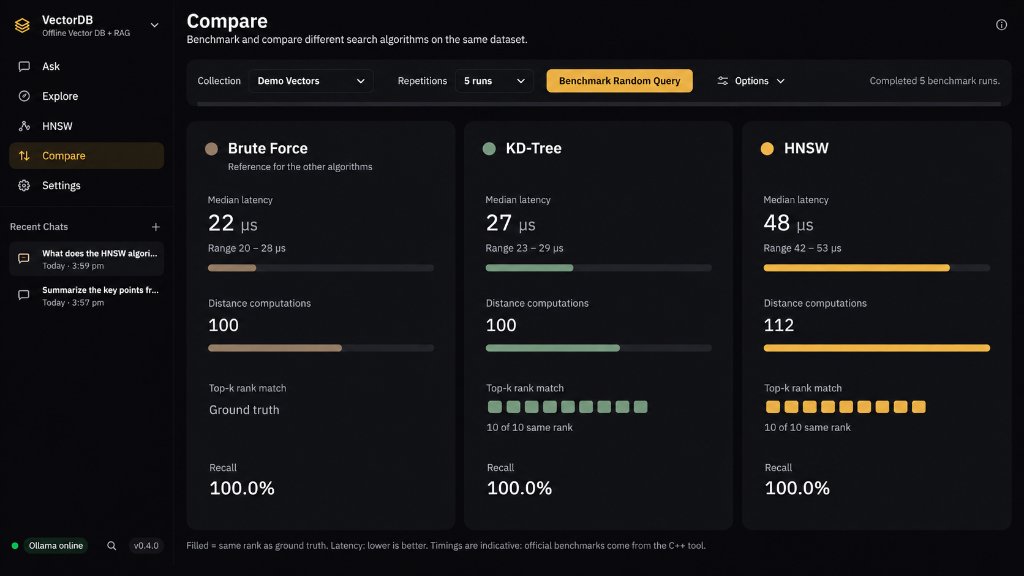 VectorDB
Offline Vector DB + RAG
Ask
Explore
HNSW
Compare
Settings
Recent Chats
What does the HNSW algori...
Today · 3:59 pm
Summarize the key points fr...
Today · 3:57 pm
Ollama online
v0.4.0
Compare
Benchmark and compare different search algorithms on the same dataset.
Collection Demo Vectors Repetitions 5 runs Benchmark Random Query Options Completed 5 benchmark runs.
Brute Force
Reference for the other algorithms
Median latency
22 µs
Range 20 – 28 µs
Distance computations
100
Top-k rank match
Ground truth
Recall
100.0%
KD-Tree
Median latency
27 µs
Range 23 – 29 µs
Distance computations
100
Top-k rank match
10 of 10 same rank
Recall
100.0%
HNSW
Median latency
48 µs
Range 42 – 53 µs
Distance computations
112
Top-k rank match
10 of 10 same rank
Recall
100.0%
Filled = same rank as ground truth. Latency: lower is better. Timings are indicative: official benchmarks come from the C++ tool.